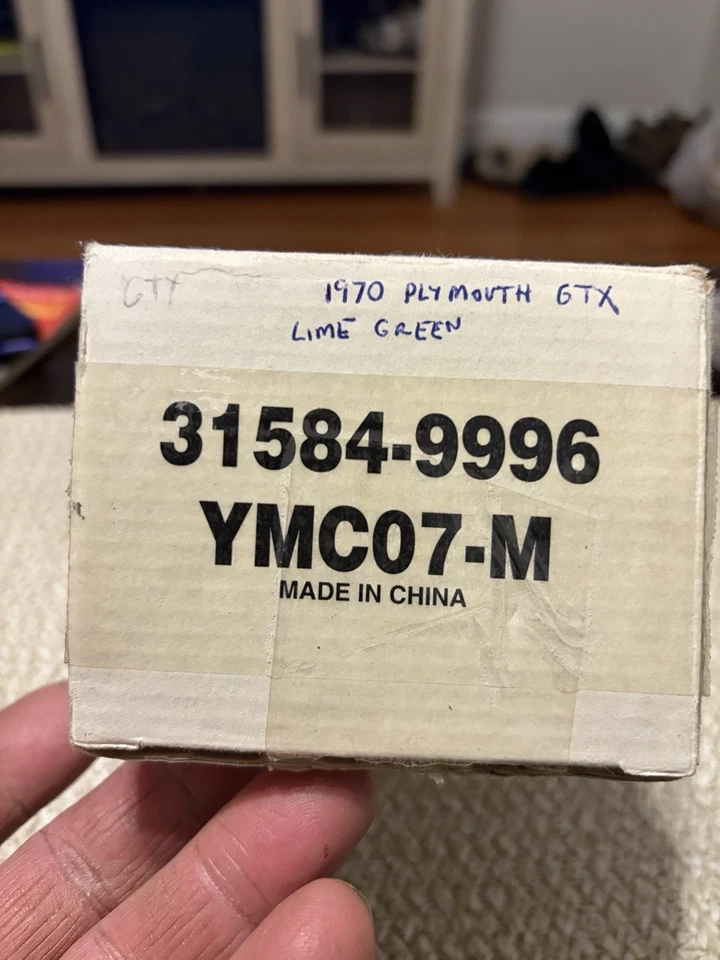 GTX
1970 PLYMOUTH GTX
LIME GREEN
31584-9996
YMC07-M
MADE IN CHINA